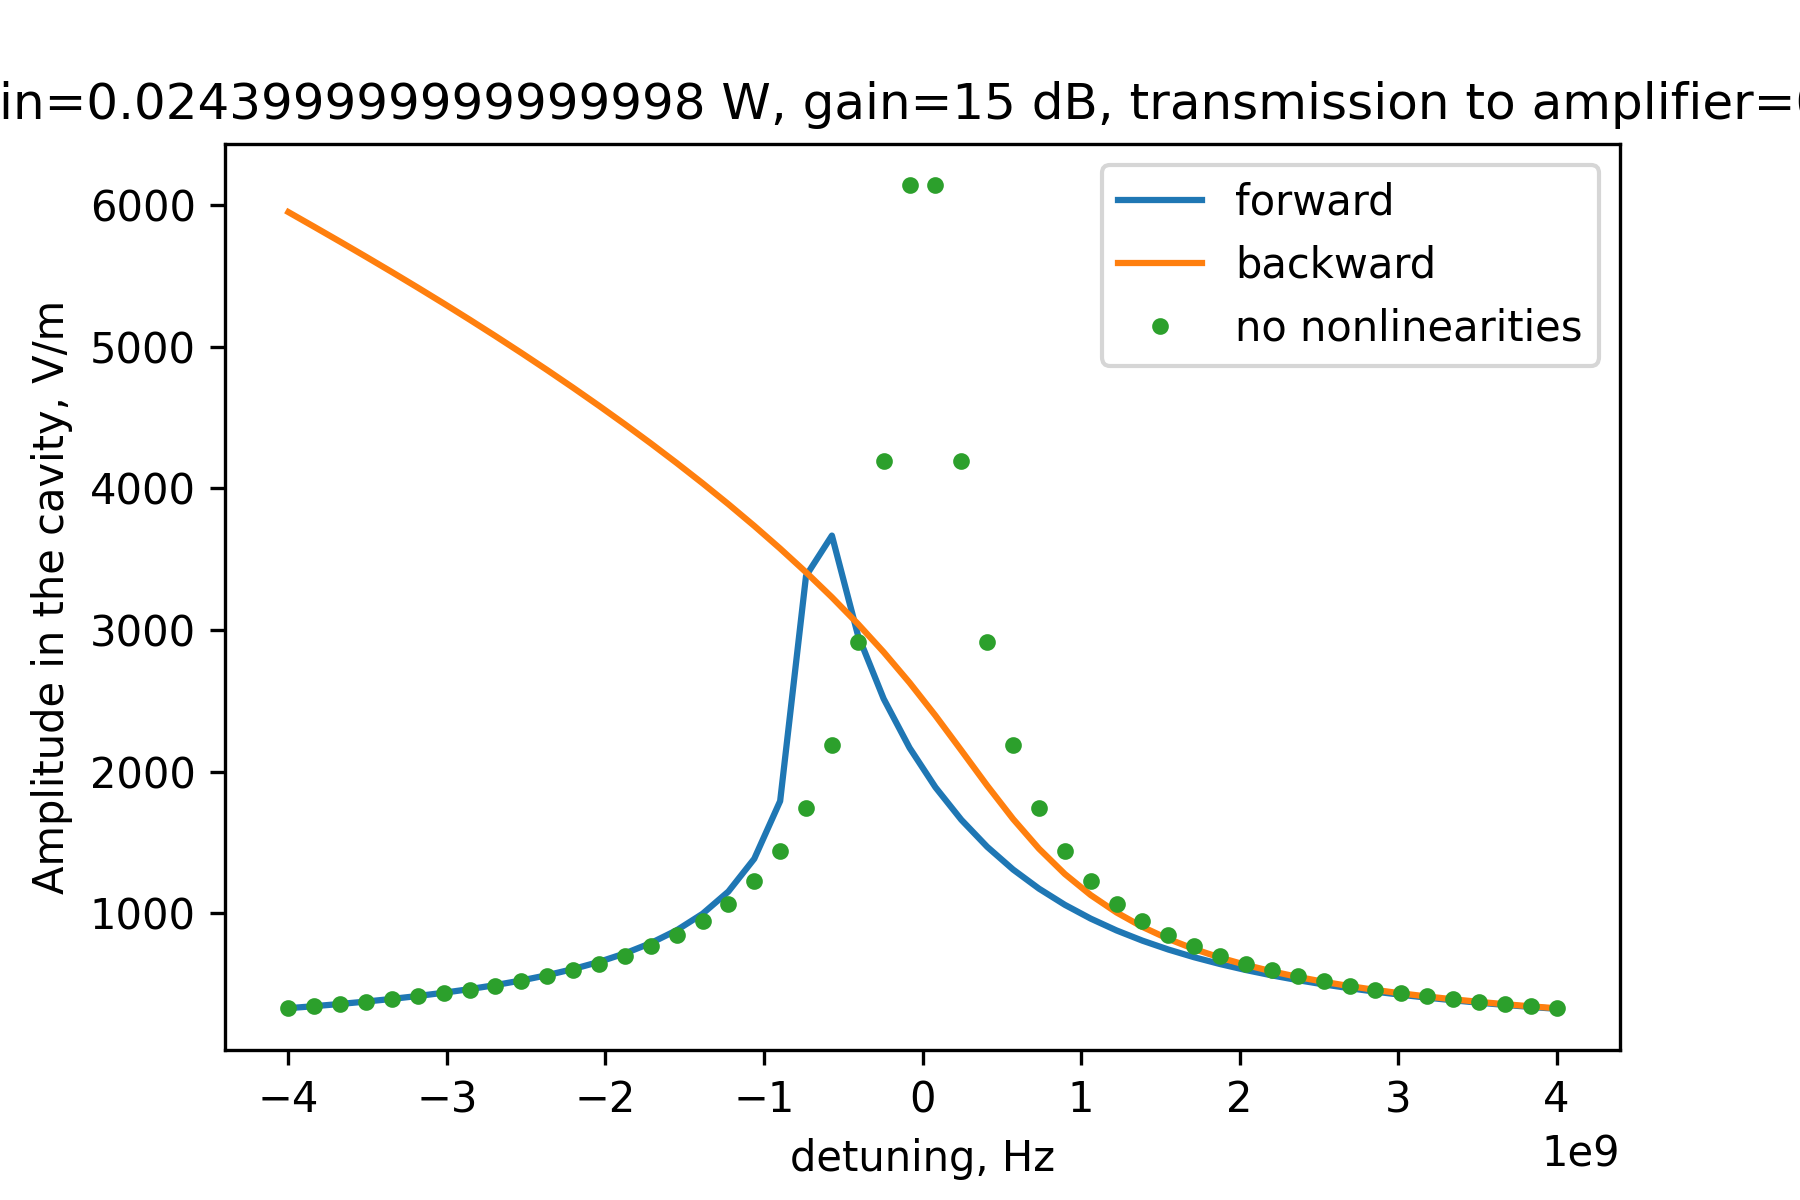 in=0.024399999999999998 W, gain=15 dB, transmission to amplifier=
forward
backward
no nonlinearities
Amplitude in the cavity, V/m
6000
5000
4000
3000
2000
1000
−4 −3 −2 −1 0 1 2 3 4
1e9
detuning, Hz